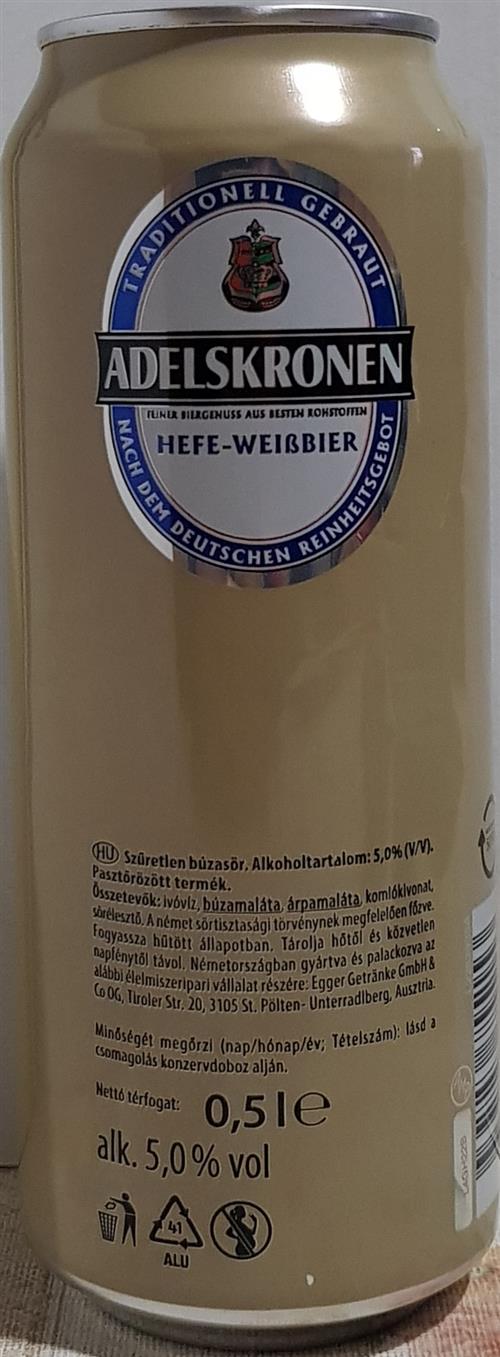 TRADITIONELL GEBRAUT
ADELSKRONEN
FEINER BIERGENUSS AUS BESTEN ROHSTOFFEN
HEFE-WEIßBIER
NACH DEM DEUTSCHEN REINHEITSGEBOT
HU Szűretlen búzasör. Alkoholtartalom: 5,0% (V/V).
Pasztőrözött termék.
Összetevők: ivóvíz, búzamaláta, árpamaláta, komlókivonat,
sörélesztő. A német sörtisztasági törvénynek megfelelően főzve.
Fogyassza hűtött állapotban. Tárolja hőtől és közvetlen
napfénytől távol. Németországban gyártva és palackozva az
alábbi élelmiszeripari vállalat részére: Egger Getränke GmbH &
Co OG, Tiroler Str. 20, 3105 St. Pölten- Unterradlberg, Ausztria.
Minőségét megőrzi (nap/hónap/év; Tételszám): lásd a
csomagolás konzervdoboz alján.
Nettó térfogat: 0,5 l e
alk. 5,0% vol
41
ALU